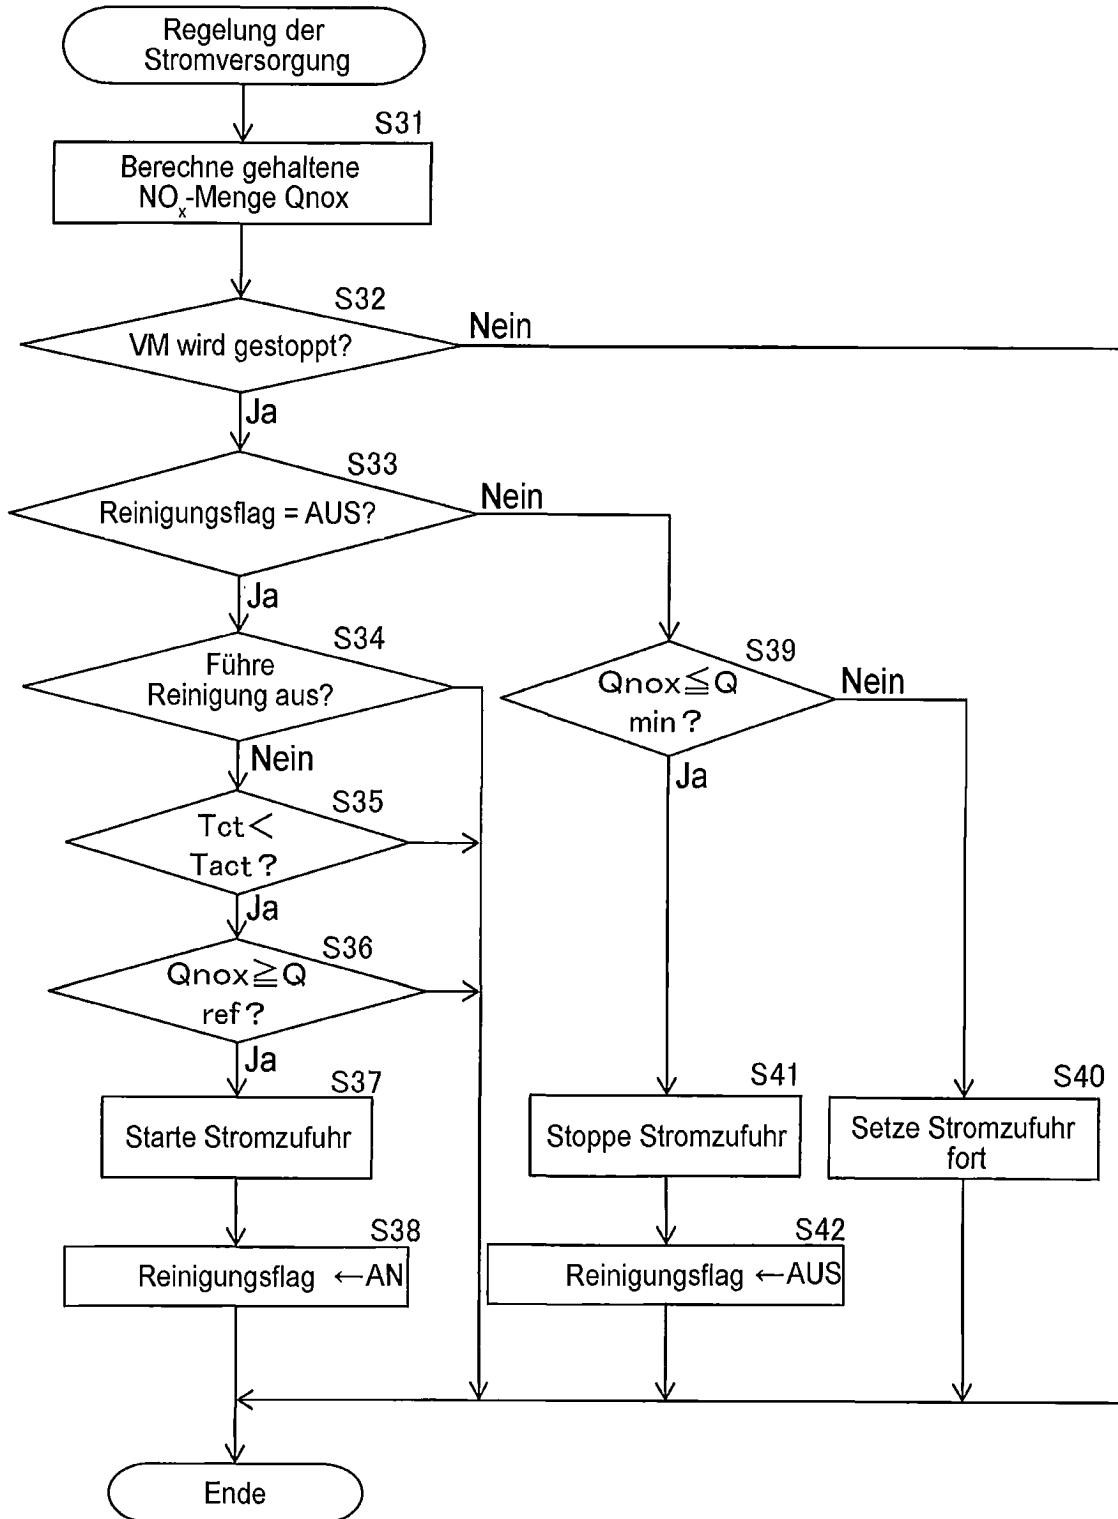 Regelung der
Stromversorgung
S31
Berechne gehaltene
NOx-Menge Qnox
S32
VM wird gestoppt?
Nein
Ja
S33
Reinigungsflag = AUS?
Nein
Ja
S34
Führe
Reinigung aus?
Nein
S39
Qnox≦Q
min?
Nein
Ja
S35
Tct<
Tact?
Ja
S36
Qnox≧Q
ref?
Ja
S37
Starte Stromzufuhr
S41
Stoppe Stromzufuhr
S40
Setze Stromzufuhr
fort
S38
Reinigungsflag ←AN
S42
Reinigungsflag ←AUS
Ende